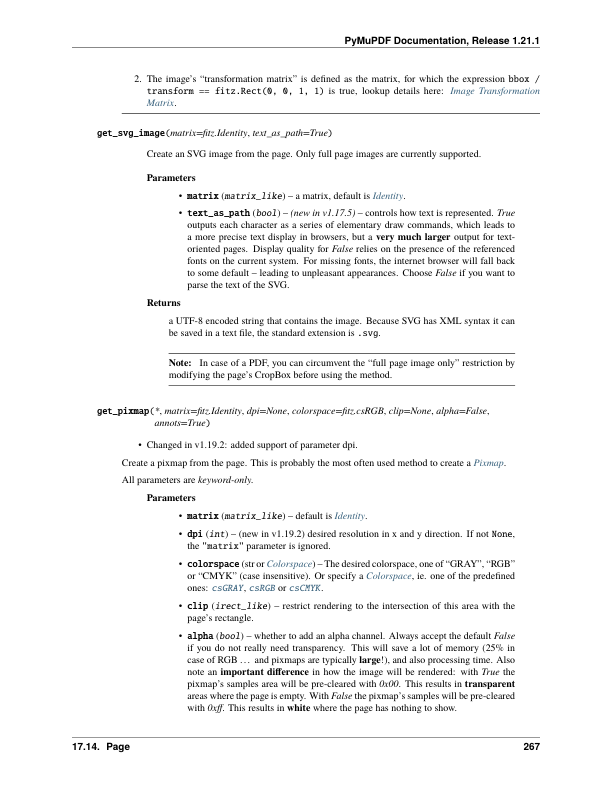 PyMuPDF Documentation, Release 1.21.1
2. The image's “transformation matrix” is defined as the matrix, for which the expression bbox /
transform == fitz.Rect(0, 0, 1, 1) is true, lookup details here: Image Transformation
Matrix.
get_svg_image(matrix=fitz.Identity, text_as_path=True)
Create an SVG image from the page. Only full page images are currently supported.
Parameters
• matrix (matrix_like) – a matrix, default is Identity.
• text_as_path (bool) – (new in v1.17.5) – controls how text is represented. True
outputs each character as a series of elementary draw commands, which leads to
a more precise text display in browsers, but a very much larger output for text-
oriented pages. Display quality for False relies on the presence of the referenced
fonts on the current system. For missing fonts, the internet browser will fall back
to some default – leading to unpleasant appearances. Choose False if you want to
parse the text of the SVG.
Returns
a UTF-8 encoded string that contains the image. Because SVG has XML syntax it can
be saved in a text file, the standard extension is .svg.
Note: In case of a PDF, you can circumvent the “full page image only” restriction by
modifying the page's CropBox before using the method.
get_pixmap(*, matrix=fitz.Identity, dpi=None, colorspace=fitz.csRGB, clip=None, alpha=False,
annots=True)
• Changed in v1.19.2: added support of parameter dpi.
Create a pixmap from the page. This is probably the most often used method to create a Pixmap.
All parameters are keyword-only.
Parameters
• matrix (matrix_like) – default is Identity.
• dpi (int) – (new in v1.19.2) desired resolution in x and y direction. If not None,
the "matrix" parameter is ignored.
• colorspace (str or Colorspace) – The desired colorspace, one of “GRAY”, “RGB”
or “CMYK” (case insensitive). Or specify a Colorspace, ie. one of the predefined
ones: csGRAY, csRGB or csCMYK.
• clip (irect_like) – restrict rendering to the intersection of this area with the
page's rectangle.
• alpha (bool) – whether to add an alpha channel. Always accept the default False
if you do not really need transparency. This will save a lot of memory (25% in
case of RGB … and pixmaps are typically large!), and also processing time. Also
note an important difference in how the image will be rendered: with True the
pixmap's samples area will be pre-cleared with 0x00. This results in transparent
areas where the page is empty. With False the pixmap's samples will be pre-cleared
with 0xff. This results in white where the page has nothing to show.
17.14. Page 267